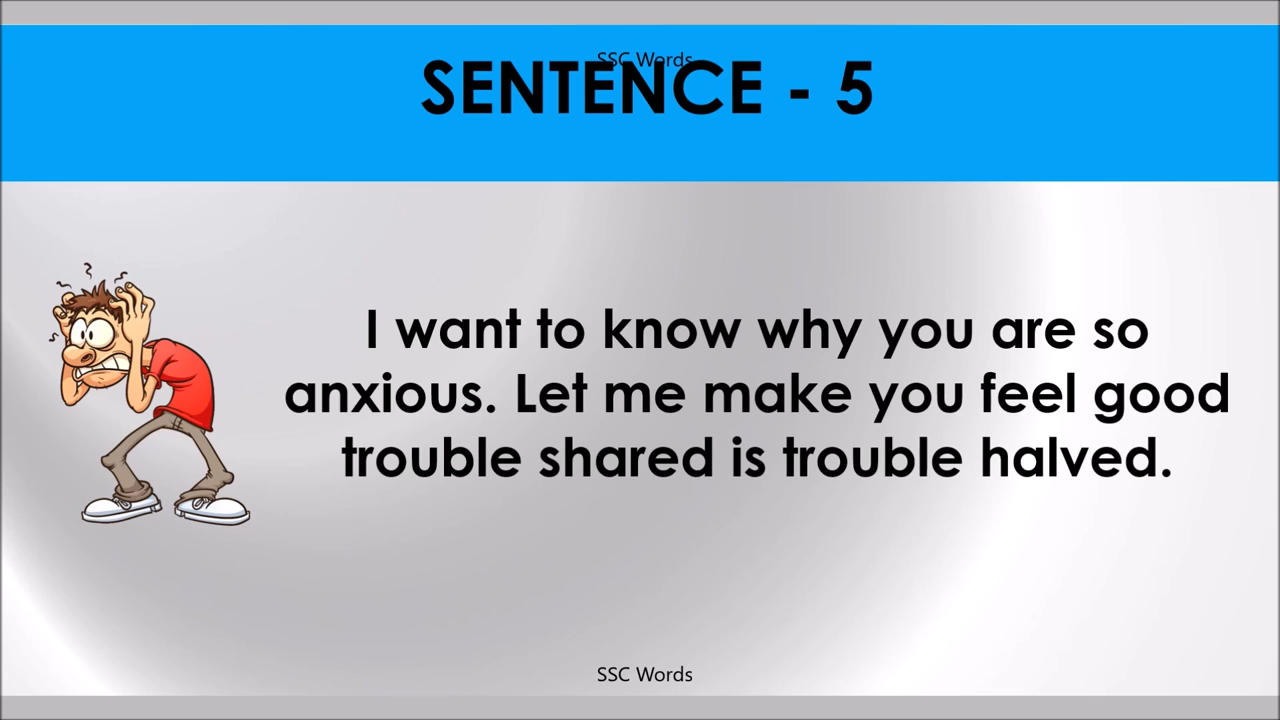 SSC Words
SENTENCE - 5
I want to know why you are so
anxious. Let me make you feel good
trouble shared is trouble halved.
SSC Words